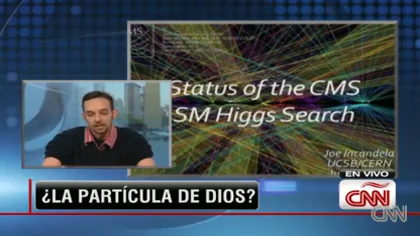 Status of the CMS
SM Higgs Search
Joe Incandela
UCSB/CERN
EN VIVO
¿LA PARTÍCULA DE DIOS?
CNN
CNN